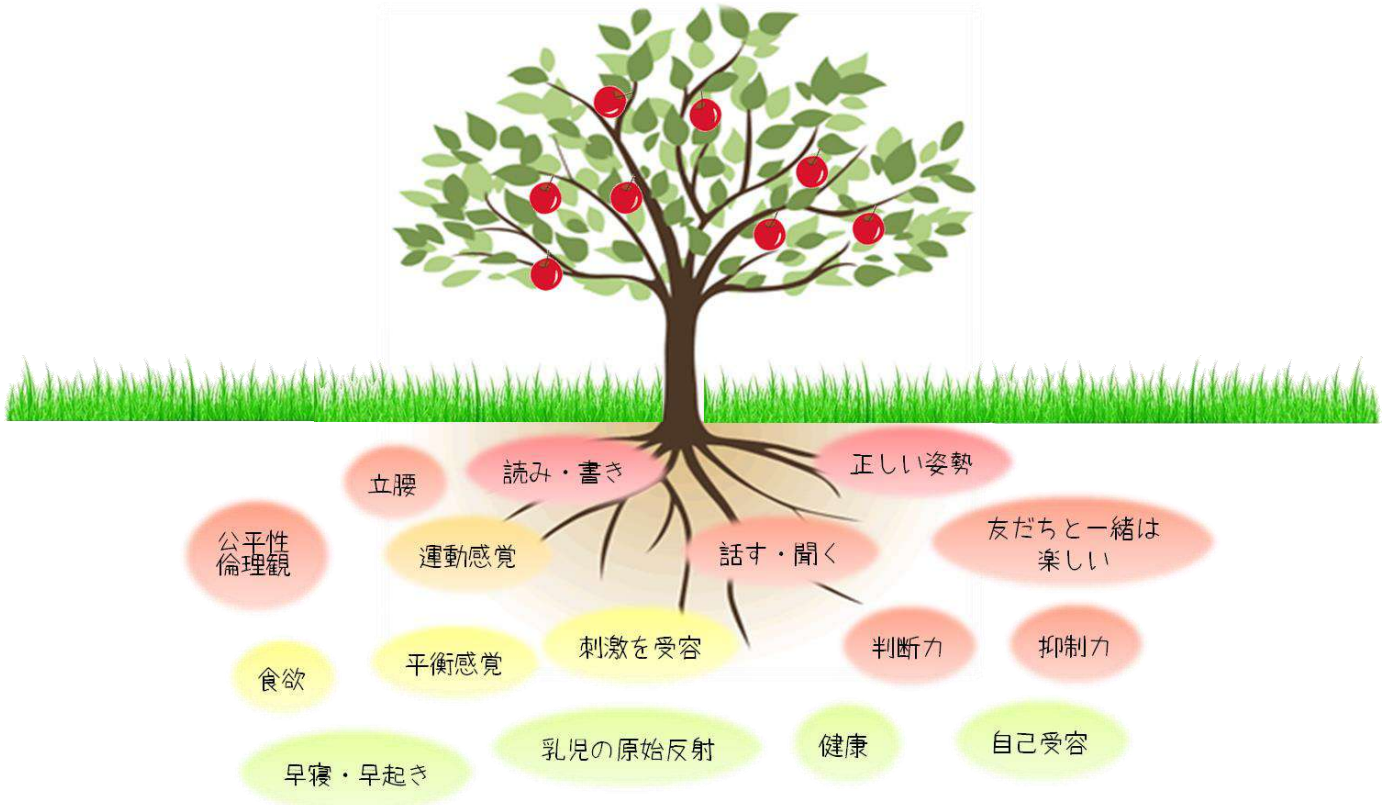 立腰
読み・書き
正しい姿勢
公平性
倫理観
運動感覚
話す・聞く
友だちと一緒は
楽しい
食欲
平衡感覚
刺激を受容
判断力
抑制力
早寝・早起き
乳児の原始反射
健康
自己受容